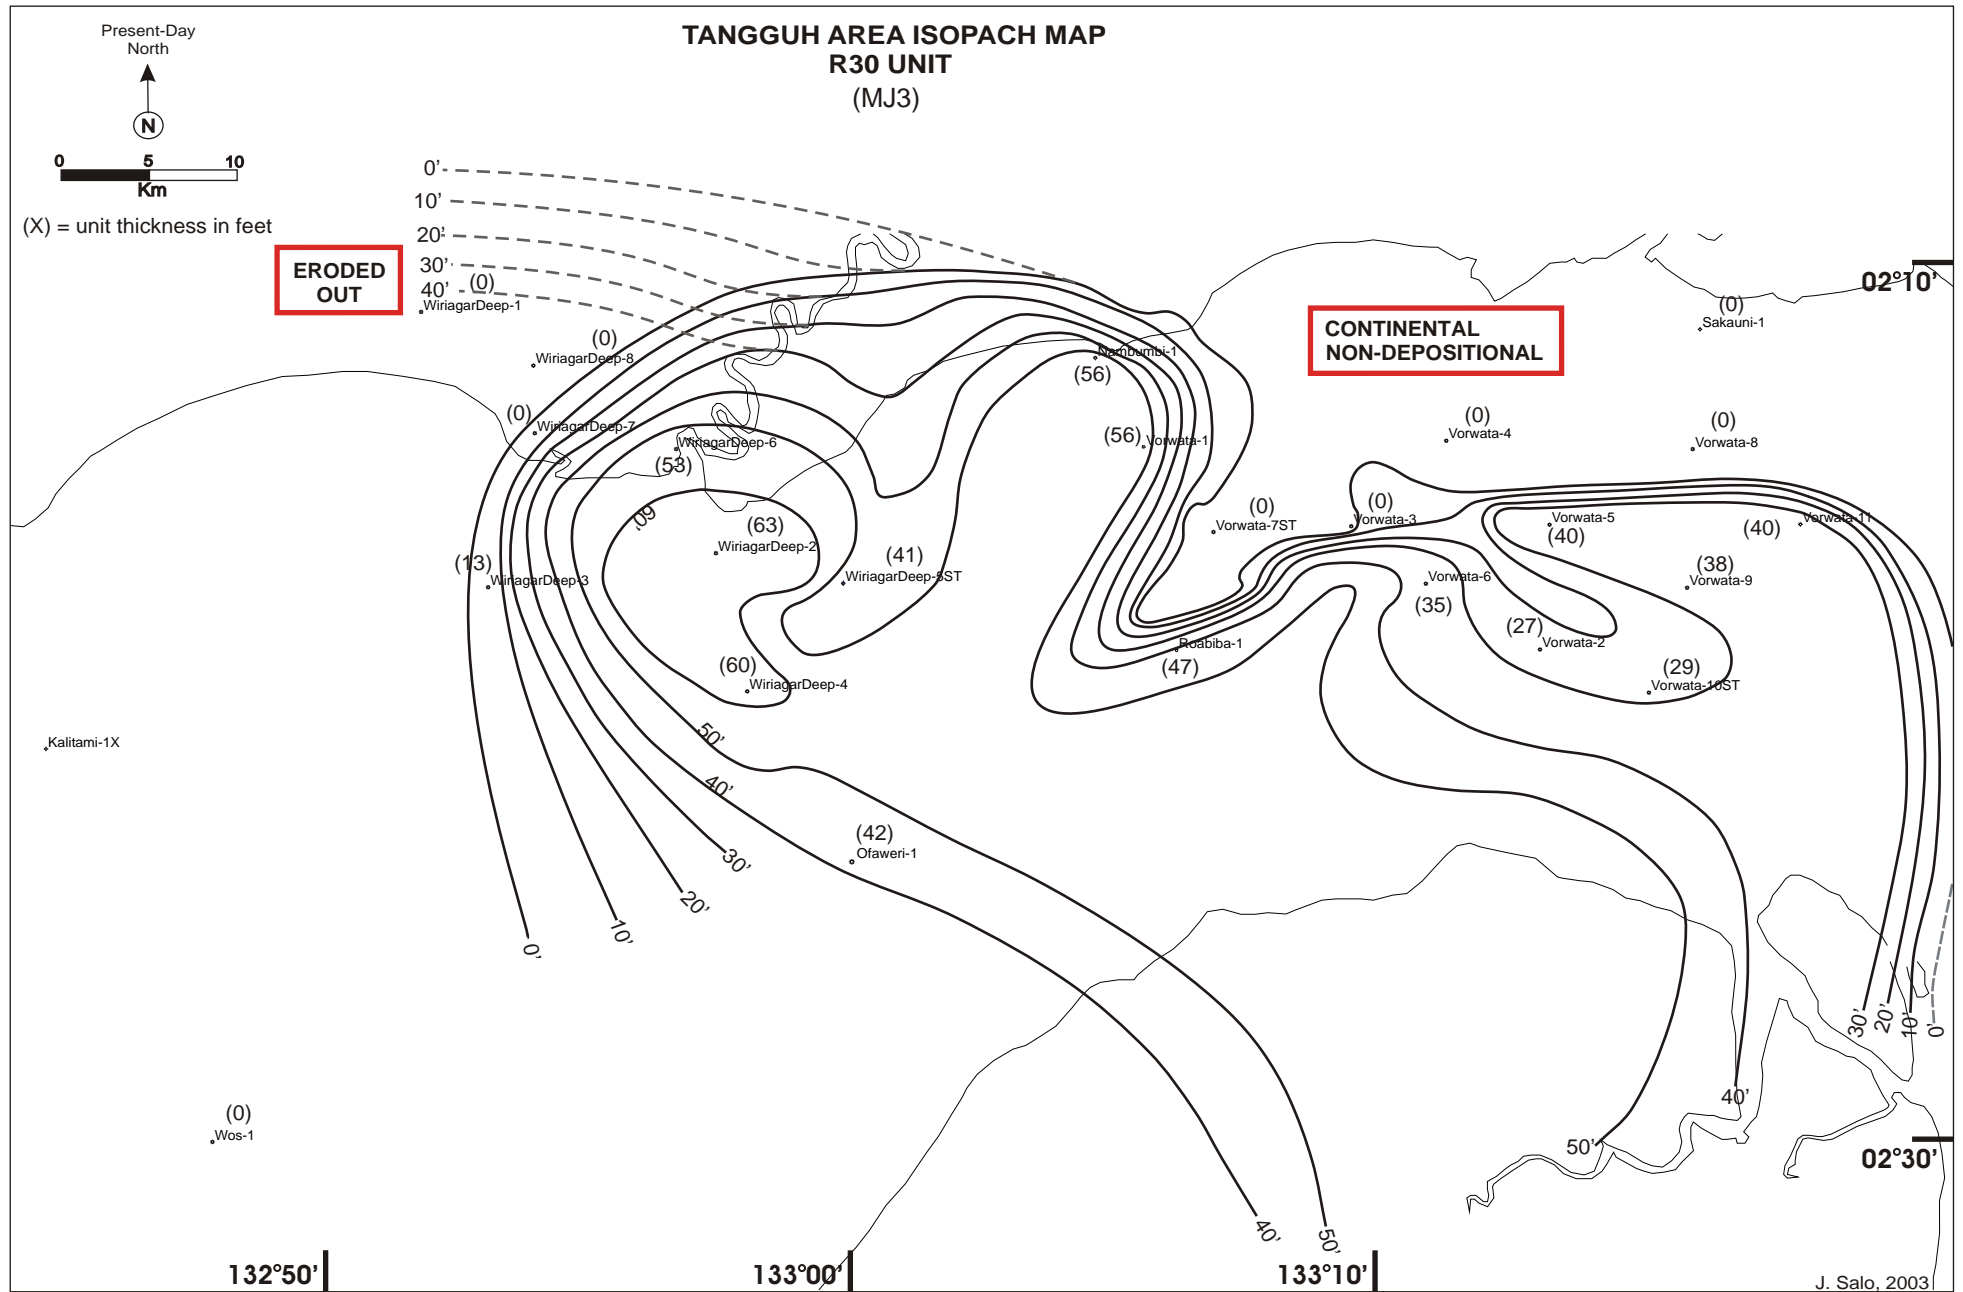 TANGGUH AREA ISOPACH MAP
R30 UNIT
(MJ3)
Present-Day
North
N
0 5 10
Km
(X) = unit thickness in feet
ERODED
OUT
CONTINENTAL
NON-DEPOSITIONAL
0'
10'
20'
30'
40'
(0)
WiriagarDeep-1
(0)
WiriagarDeep-8
(0)
WiriagarDeep-7
WiriagarDeep-6
(53)
60'
(63)
WiriagarDeep-2
(13)
WiriagarDeep-3
(41)
WiriagarDeep-5ST
(60)
WiriagarDeep-4
Nambumbi-1
(56)
(56)
Vorwata-1
(0)
Sakauni-1
(0)
Vorwata-4
(0)
Vorwata-8
(0)
Vorwata-7ST
(0)
Vorwata-3
Vorwata-5
(40)
Vorwata-11
(40)
(38)
Vorwata-9
Vorwata-6
(35)
(27)
Vorwata-2
(29)
Vorwata-10ST
Roabiba-1
(47)
Kalitami-1X
(42)
Ofaweri-1
(0)
Wos-1
50'
40'
30'
20'
10'
0'
40'
50'
50'
40'
30'
20'
10'
0'
02°10'
02°30'
132°50'
133°00'
133°10'
J. Salo, 2003